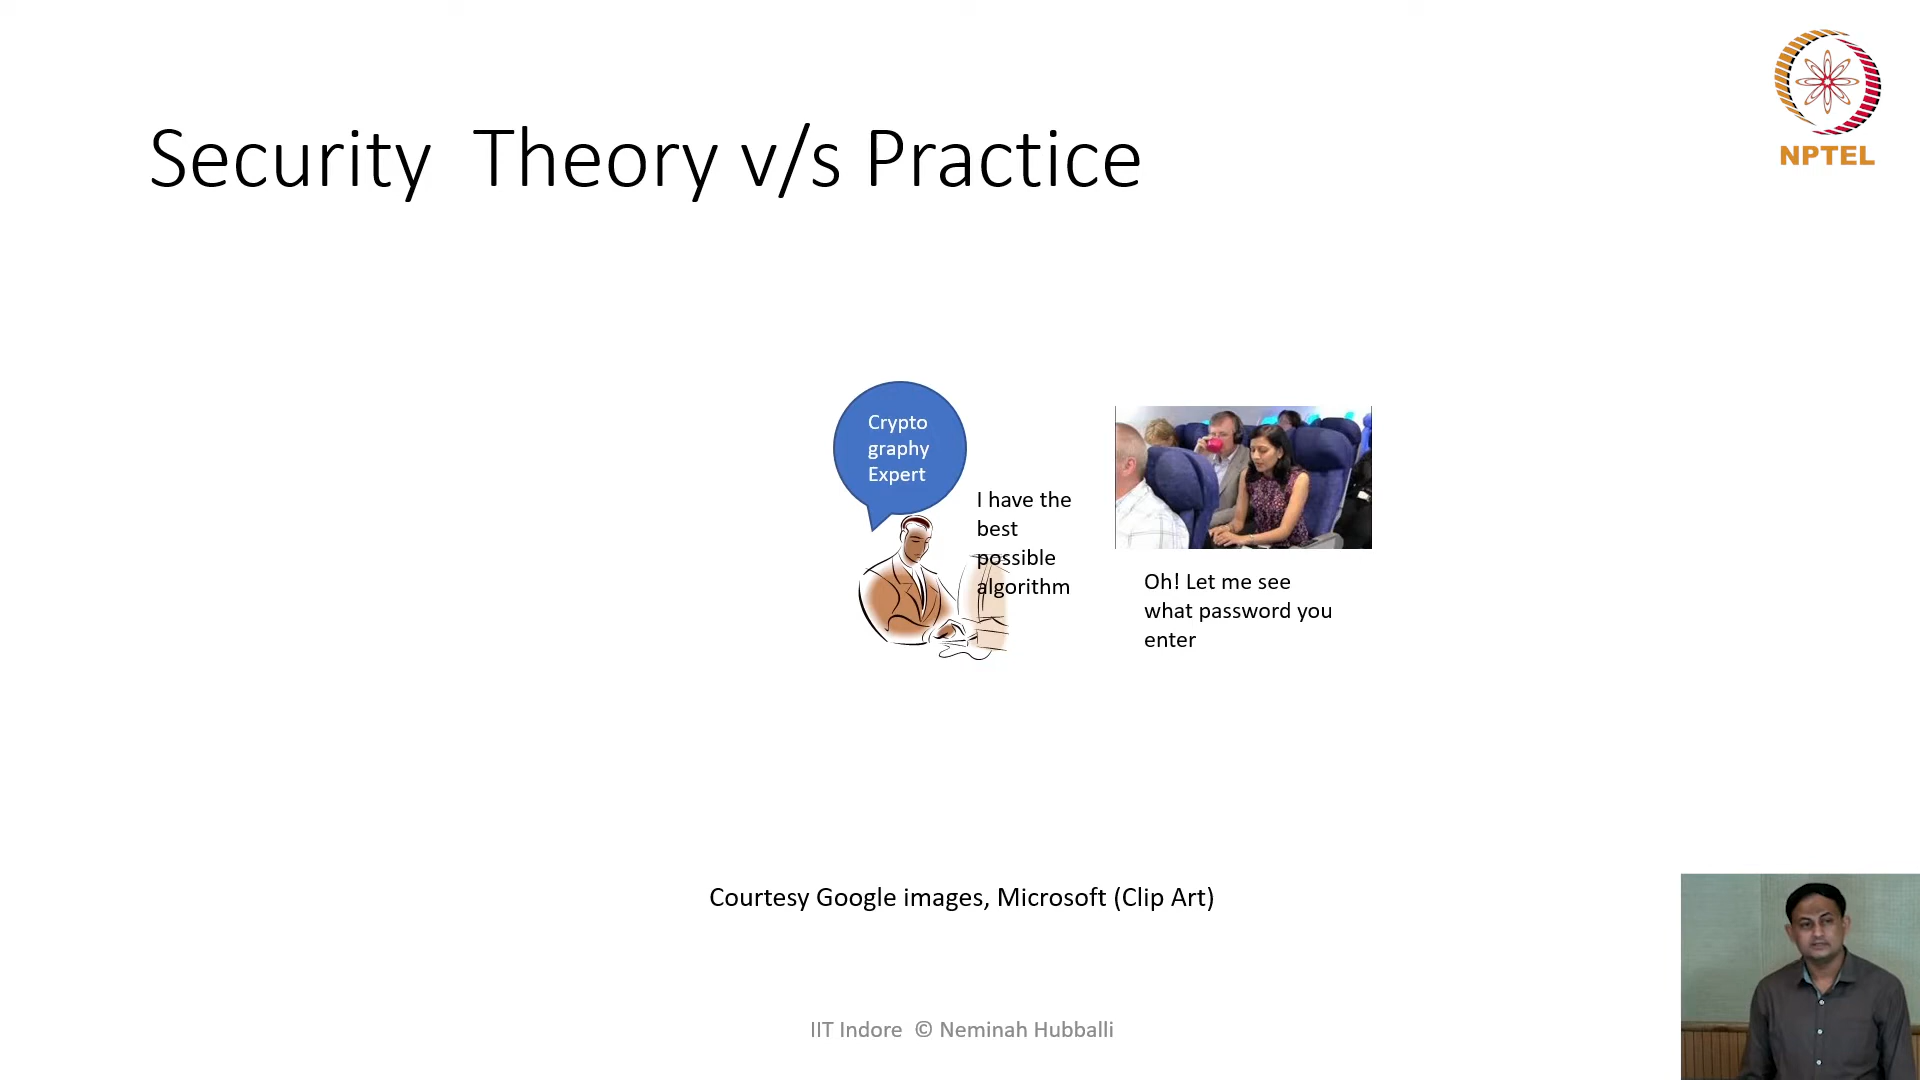 NPTEL
Security Theory v/s Practice
Crypto
graphy
Expert
I have the
best
possible
algorithm
Oh! Let me see
what password you
enter
Courtesy Google images, Microsoft (Clip Art)
IIT Indore © Neminah Hubballi